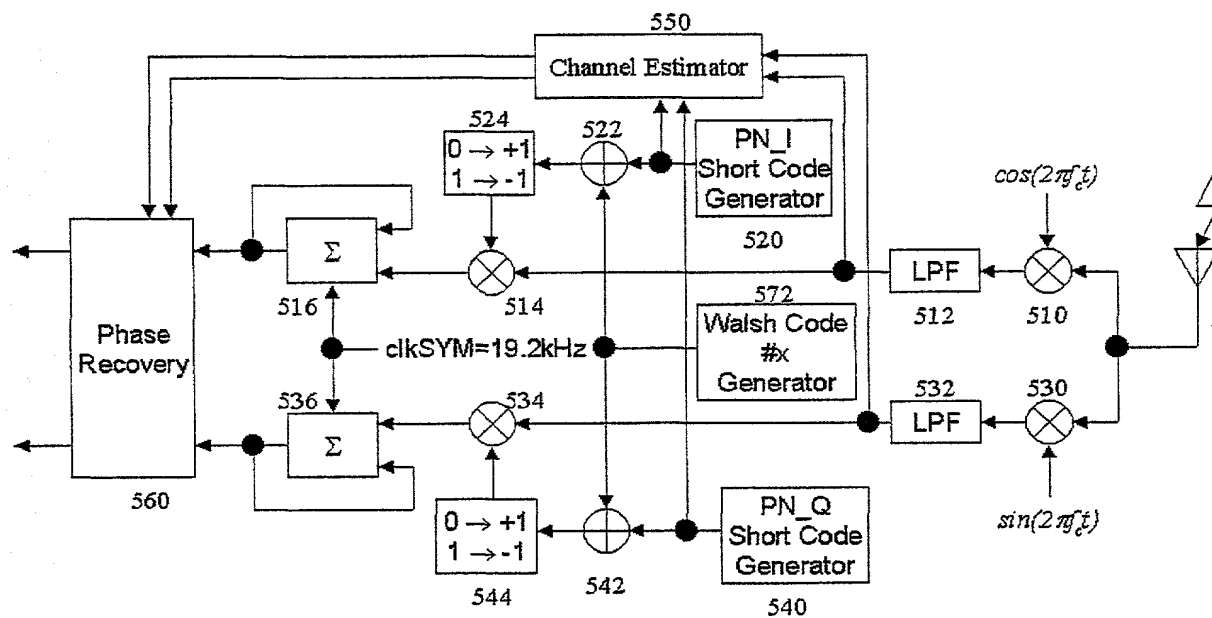 550
Channel Estimator
524
522
0 → +1
1 → -1
PN_I
Short Code
Generator
520
cos(2πf_ct)
Σ
516
514
572
LPF
512
510
Phase
Recovery
clkSYM=19.2kHz
Walsh Code
#x
Generator
536
534
532
530
Σ
LPF
560
0 → +1
1 → -1
544
542
PN_Q
Short Code
Generator
540
sin(2πf_ct)